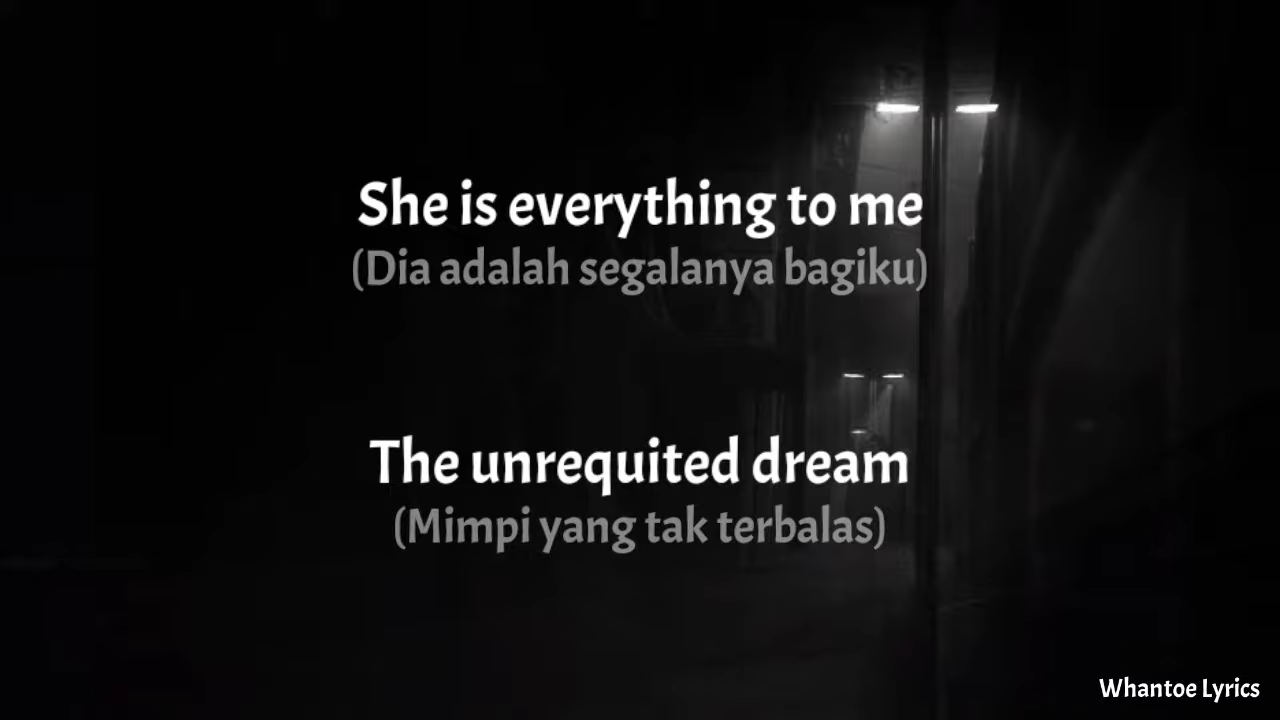 She is everything to me
(Dia adalah segalanya bagiku)
The unrequited dream
(Mimpi yang tak terbalas)
Whantoe Lyrics